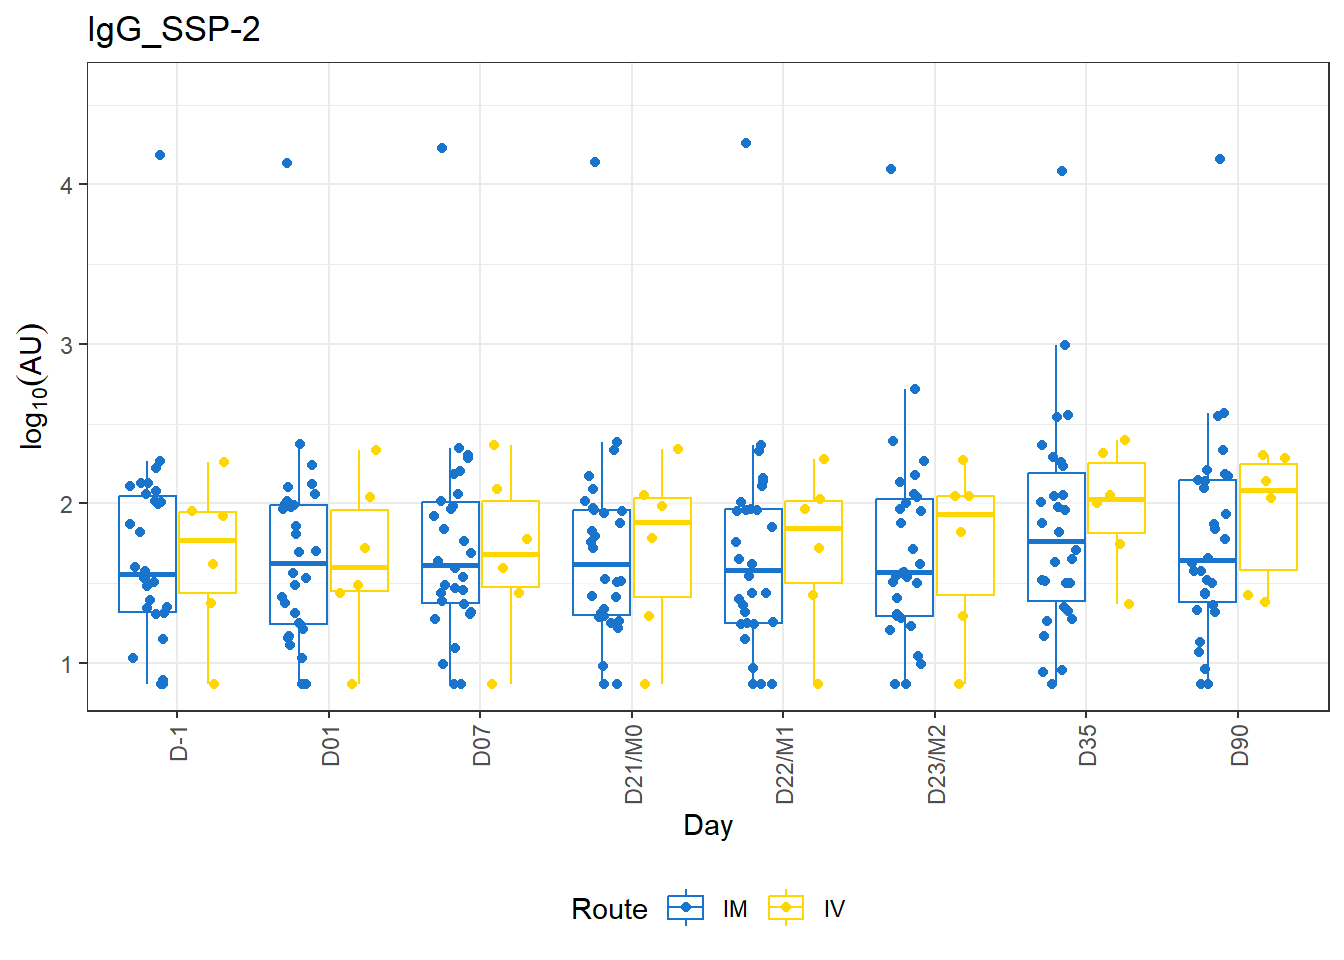 IgG_SSP-2
log10(AU)
4
3
2
1
D-1
D01
D07
D21/M0
D22/M1
D23/M2
D35
D90
Day
Route IM IV